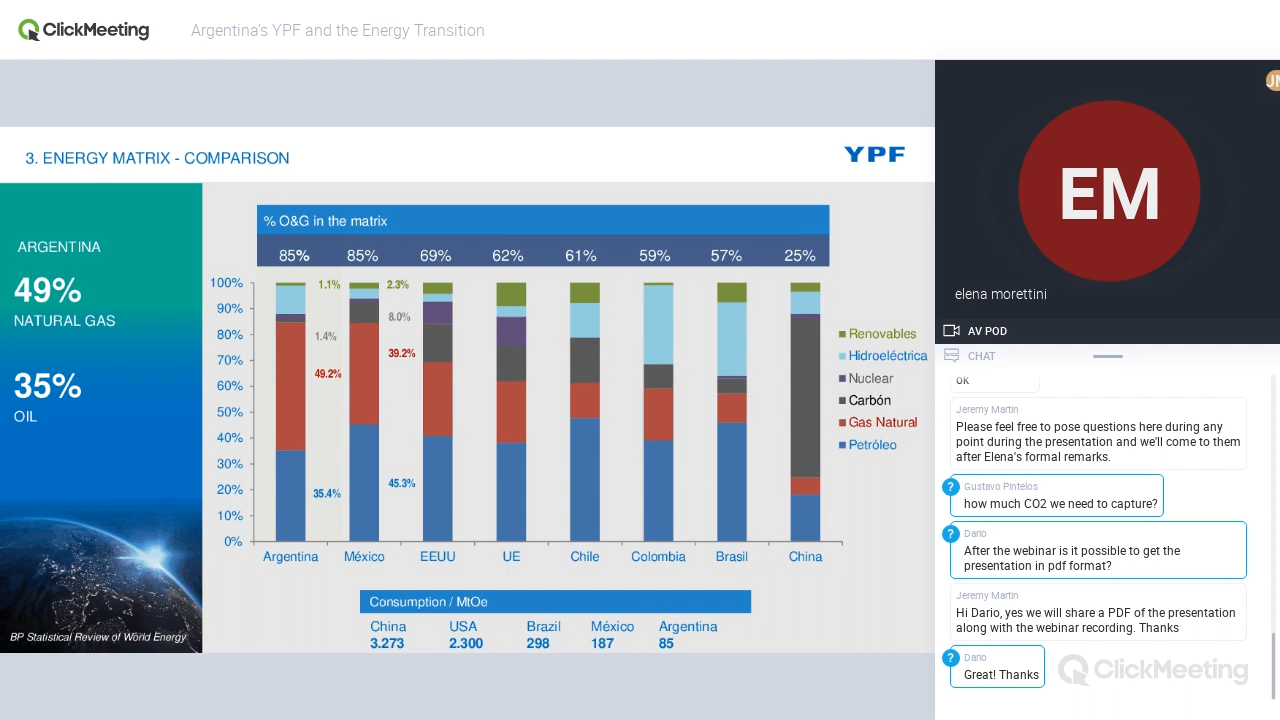 ClickMeeting
Argentina's YPF and the Energy Transition
3. ENERGY MATRIX - COMPARISON
YPF
ARGENTINA
49%
NATURAL GAS
35%
OIL
BP Statistical Review of World Energy
% O&G in the matrix
85% 85% 69% 62% 61% 59% 57% 25%
100%
90%
80%
70%
60%
50%
40%
30%
20%
10%
0%
1.1%
1.4%
49.2%
35.4%
2.3%
8.0%
39.2%
45.3%
Argentina México EEUU UE Chile Colombia Brasil China
Renovables
Hidroeléctrica
Nuclear
Carbón
Gas Natural
Petróleo
Consumption / MtOe
China USA Brazil México Argentina
3.273 2.300 298 187 85
JM
EM
elena morettini
AV POD
CHAT
ok
Jeremy Martin
Please feel free to pose questions here during any
point during the presentation and we'll come to them
after Elena's formal remarks.
?
Gustavo Pintelos
how much CO2 we need to capture?
?
Dario
After the webinar is it possible to get the
presentation in pdf format?
Jeremy Martin
Hi Dario, yes we will share a PDF of the presentation
along with the webinar recording. Thanks
?
Dario
Great! Thanks
ClickMeeting